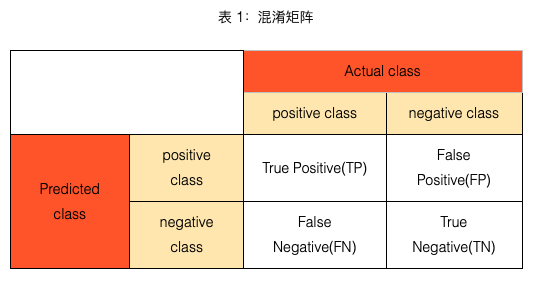 表 1：混淆矩阵
Actual class
positive class negative class
Predicted
class
positive
class
True Positive(TP)
False
Positive(FP)
negative
class
False
Negative(FN)
True
Negative(TN)